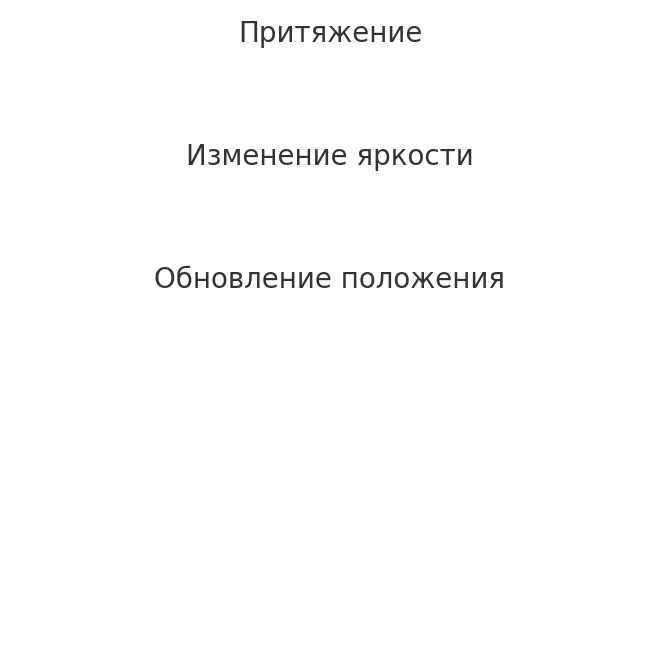 Притяжение
Изменение яркости
Обновление положения